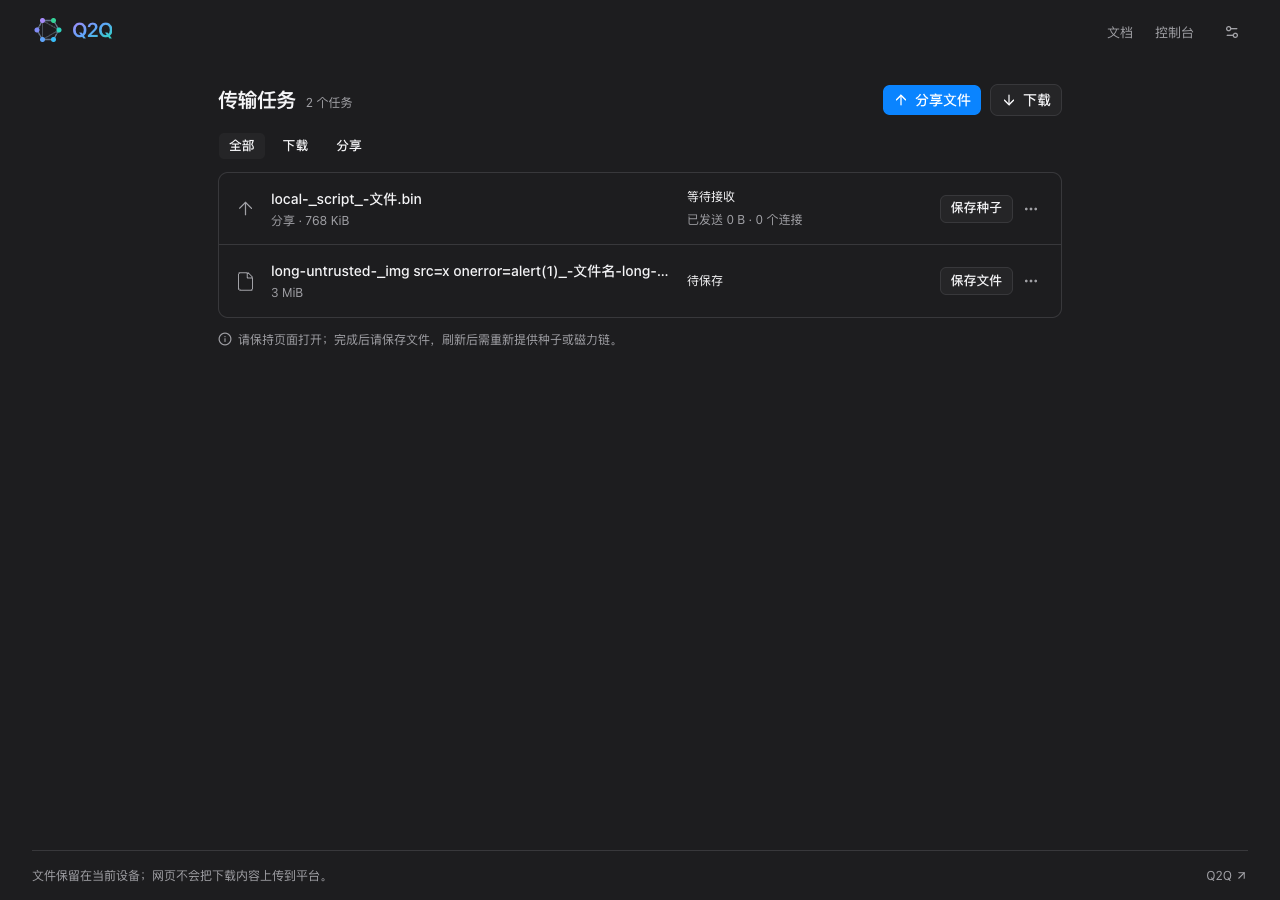 Q2Q
文档 控制台
传输任务 2 个任务
分享文件 下载
全部 下载 分享
local-_script_-文件.bin
分享 · 768 KiB
等待接收
已发送 0 B · 0 个连接
保存种子
long-untrusted-_img src=x onerror=alert(1)_-文件名-long-...
3 MiB
待保存
保存文件
请保持页面打开；完成后请保存文件，刷新后需重新提供种子或磁力链。
文件保留在当前设备；网页不会把下载内容上传到平台。
Q2Q